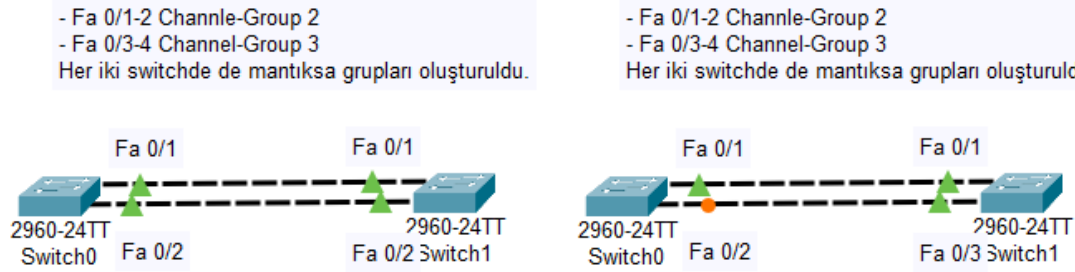 - Fa 0/1-2 Channle-Group 2
- Fa 0/3-4 Channel-Group 3
Her iki switchde de mantıksa grupları oluşturuldu.
Fa 0/1
Fa 0/1
2960-24TT
Switch0
Fa 0/2
Fa 0/2
2960-24TT
Switch1
- Fa 0/1-2 Channle-Group 2
- Fa 0/3-4 Channel-Group 3
Her iki switchde de mantıksa grupları oluşturuld
Fa 0/1
Fa 0/1
2960-24TT
Switch0
Fa 0/2
Fa 0/3
2960-24TT
Switch1